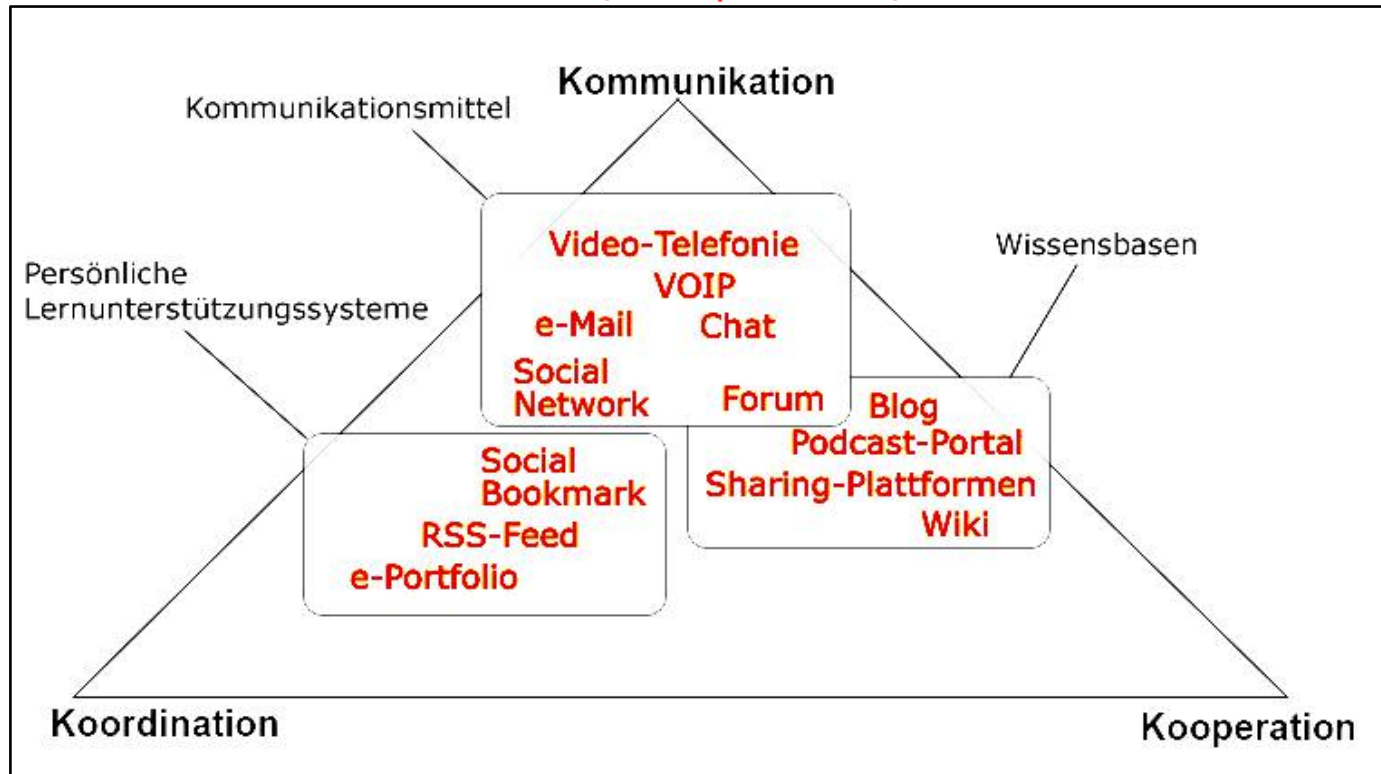 Kommunikation
Kommunikationsmittel
Video-Telefonie
Wissensbasen
Persönliche
Lernunterstützungssysteme
VOIP
e-Mail
Chat
Social
Network
Forum
Blog
Podcast-Portal
Sharing-Plattformen
Wiki
Social
Bookmark
RSS-Feed
e-Portfolio
Koordination
Kooperation